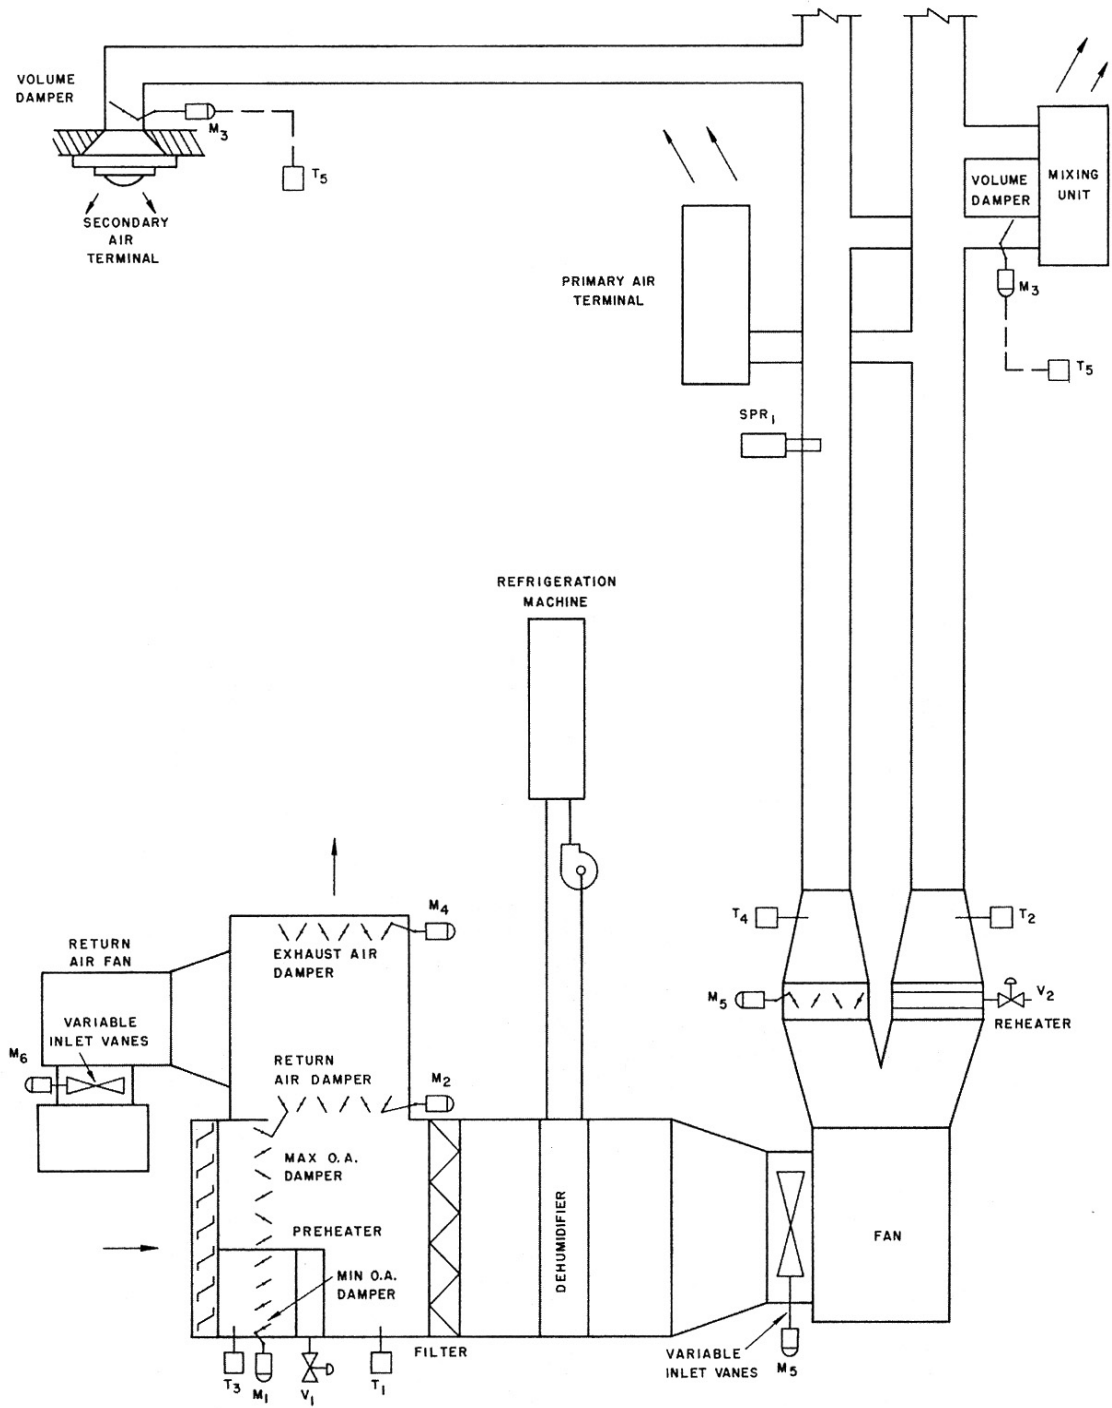 VOLUME
DAMPER
M3
T5
SECONDARY
AIR
TERMINAL
PRIMARY AIR
TERMINAL
VOLUME
DAMPER
MIXING
UNIT
M3
T5
SPR1
REFRIGERATION
MACHINE
T4
T2
M4
EXHAUST AIR
DAMPER
RETURN
AIR FAN
VARIABLE
INLET VANES
M6
M5
V2
REHEATER
RETURN
AIR DAMPER
M2
MAX O.A.
DAMPER
PREHEATER
MIN O.A.
DAMPER
DEHUMIDIFIER
FAN
FILTER
VARIABLE
INLET VANES
M5
T3
M1
V1
T1